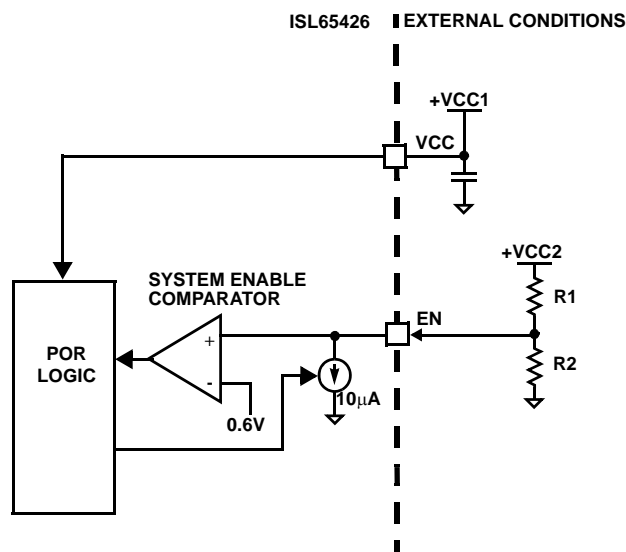 ISL65426
EXTERNAL CONDITIONS
+VCC1
VCC
+VCC2
SYSTEM ENABLE
COMPARATOR
R1
EN
+
POR
LOGIC
R2
-
10μA
0.6V